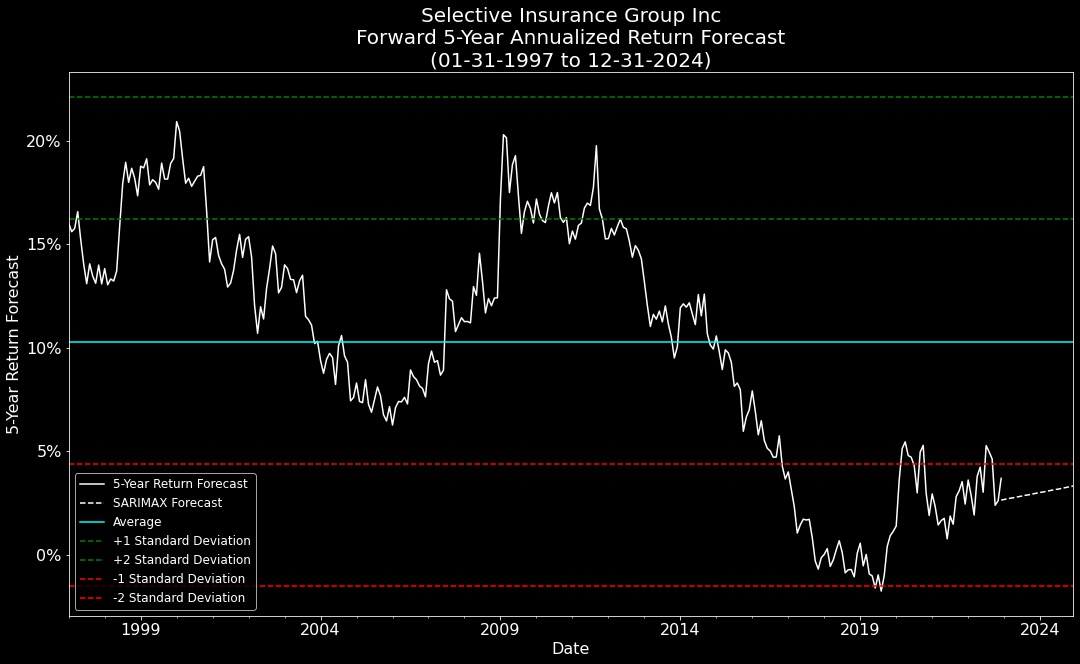 Selective Insurance Group Inc
Forward 5-Year Annualized Return Forecast
(01-31-1997 to 12-31-2024)
5-Year Return Forecast
20%
15%
10%
5%
0%
5-Year Return Forecast
SARIMAX Forecast
Average
+1 Standard Deviation
+2 Standard Deviation
-1 Standard Deviation
-2 Standard Deviation
1999 2004 2009 2014 2019 2024
Date